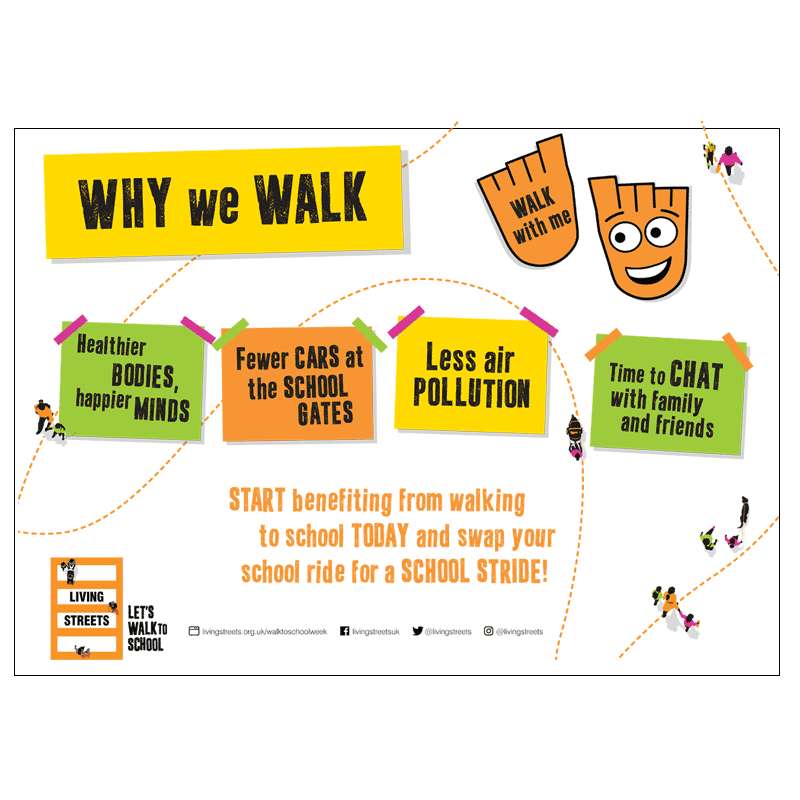 WHY we WALK
WALK
with me
Healthier
BODIES,
happier MINDS
Fewer CARS at
the SCHOOL
GATES
Less air
POLLUTION
Time to CHAT
with family
and friends
START benefiting from walking
to school TODAY and swap your
school ride for a SCHOOL STRIDE!
LIVING
STREETS
LET'S
WALK TO
SCHOOL
livingstreets.org.uk/walktoschoolweek
livingstreetsuk
@livingstreets
@livingstreets